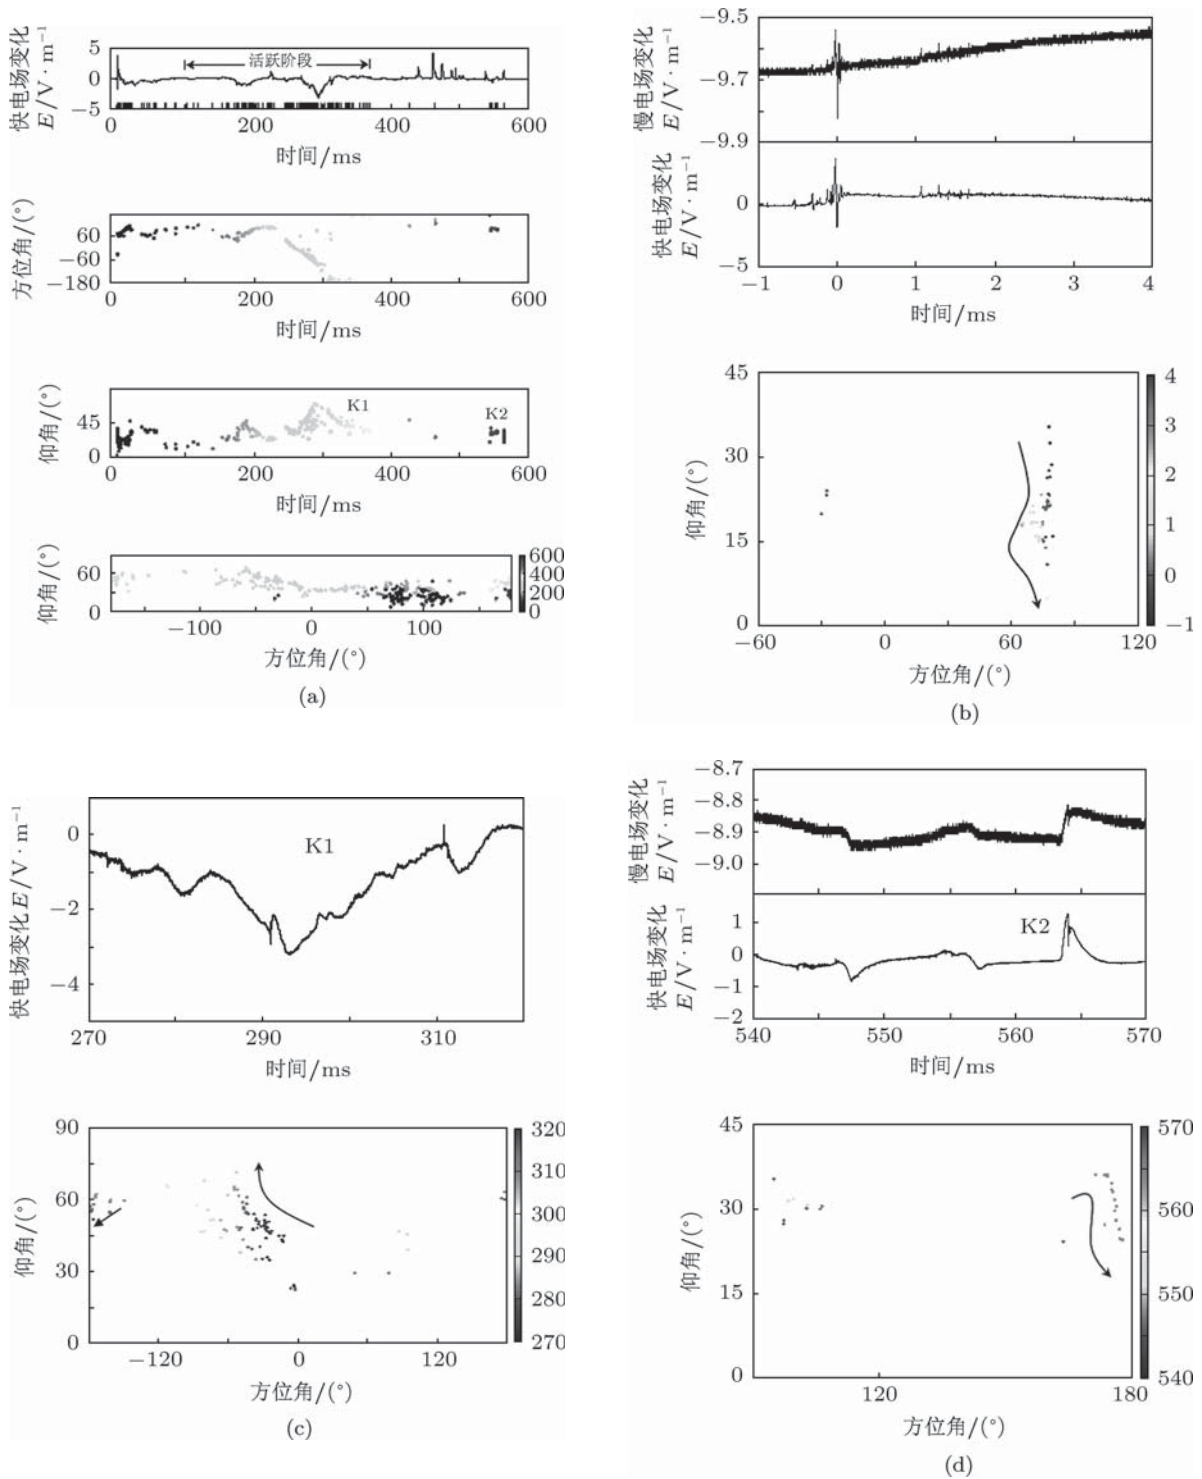 快电场变化
E/V·m⁻¹
5
0
−5
活跃阶段
0 200 400 600
时间/ms
方位角/(°)
60
−60
−180
0 200 400 600
时间/ms
仰角/(°)
45
0
K1
K2
0 200 400 600
时间/ms
仰角/(°)
60
0
600
400
200
0
−100 0 100
方位角/(°)
(a)
慢电场变化
E/V·m⁻¹
−9.5
−9.7
−9.9
快电场变化
E/V·m⁻¹
0
−5
−1 0 1 2 3 4
时间/ms
仰角/(°)
45
30
15
0
4
3
2
1
0
−1
−60 0 60 120
方位角/(°)
(b)
快电场变化 E/V·m⁻¹
0
−2
−4
K1
270 290 310
时间/ms
仰角/(°)
90
60
30
0
320
310
300
290
280
270
−120 0 120
方位角/(°)
(c)
慢电场变化
E/V·m⁻¹
−8.7
−8.8
−8.9
−9.0
快电场变化
E/V·m⁻¹
1
0
−1
−2
K2
540 550 560 570
时间/ms
仰角/(°)
45
30
15
0
570
560
550
540
120 180
方位角/(°)
(d)